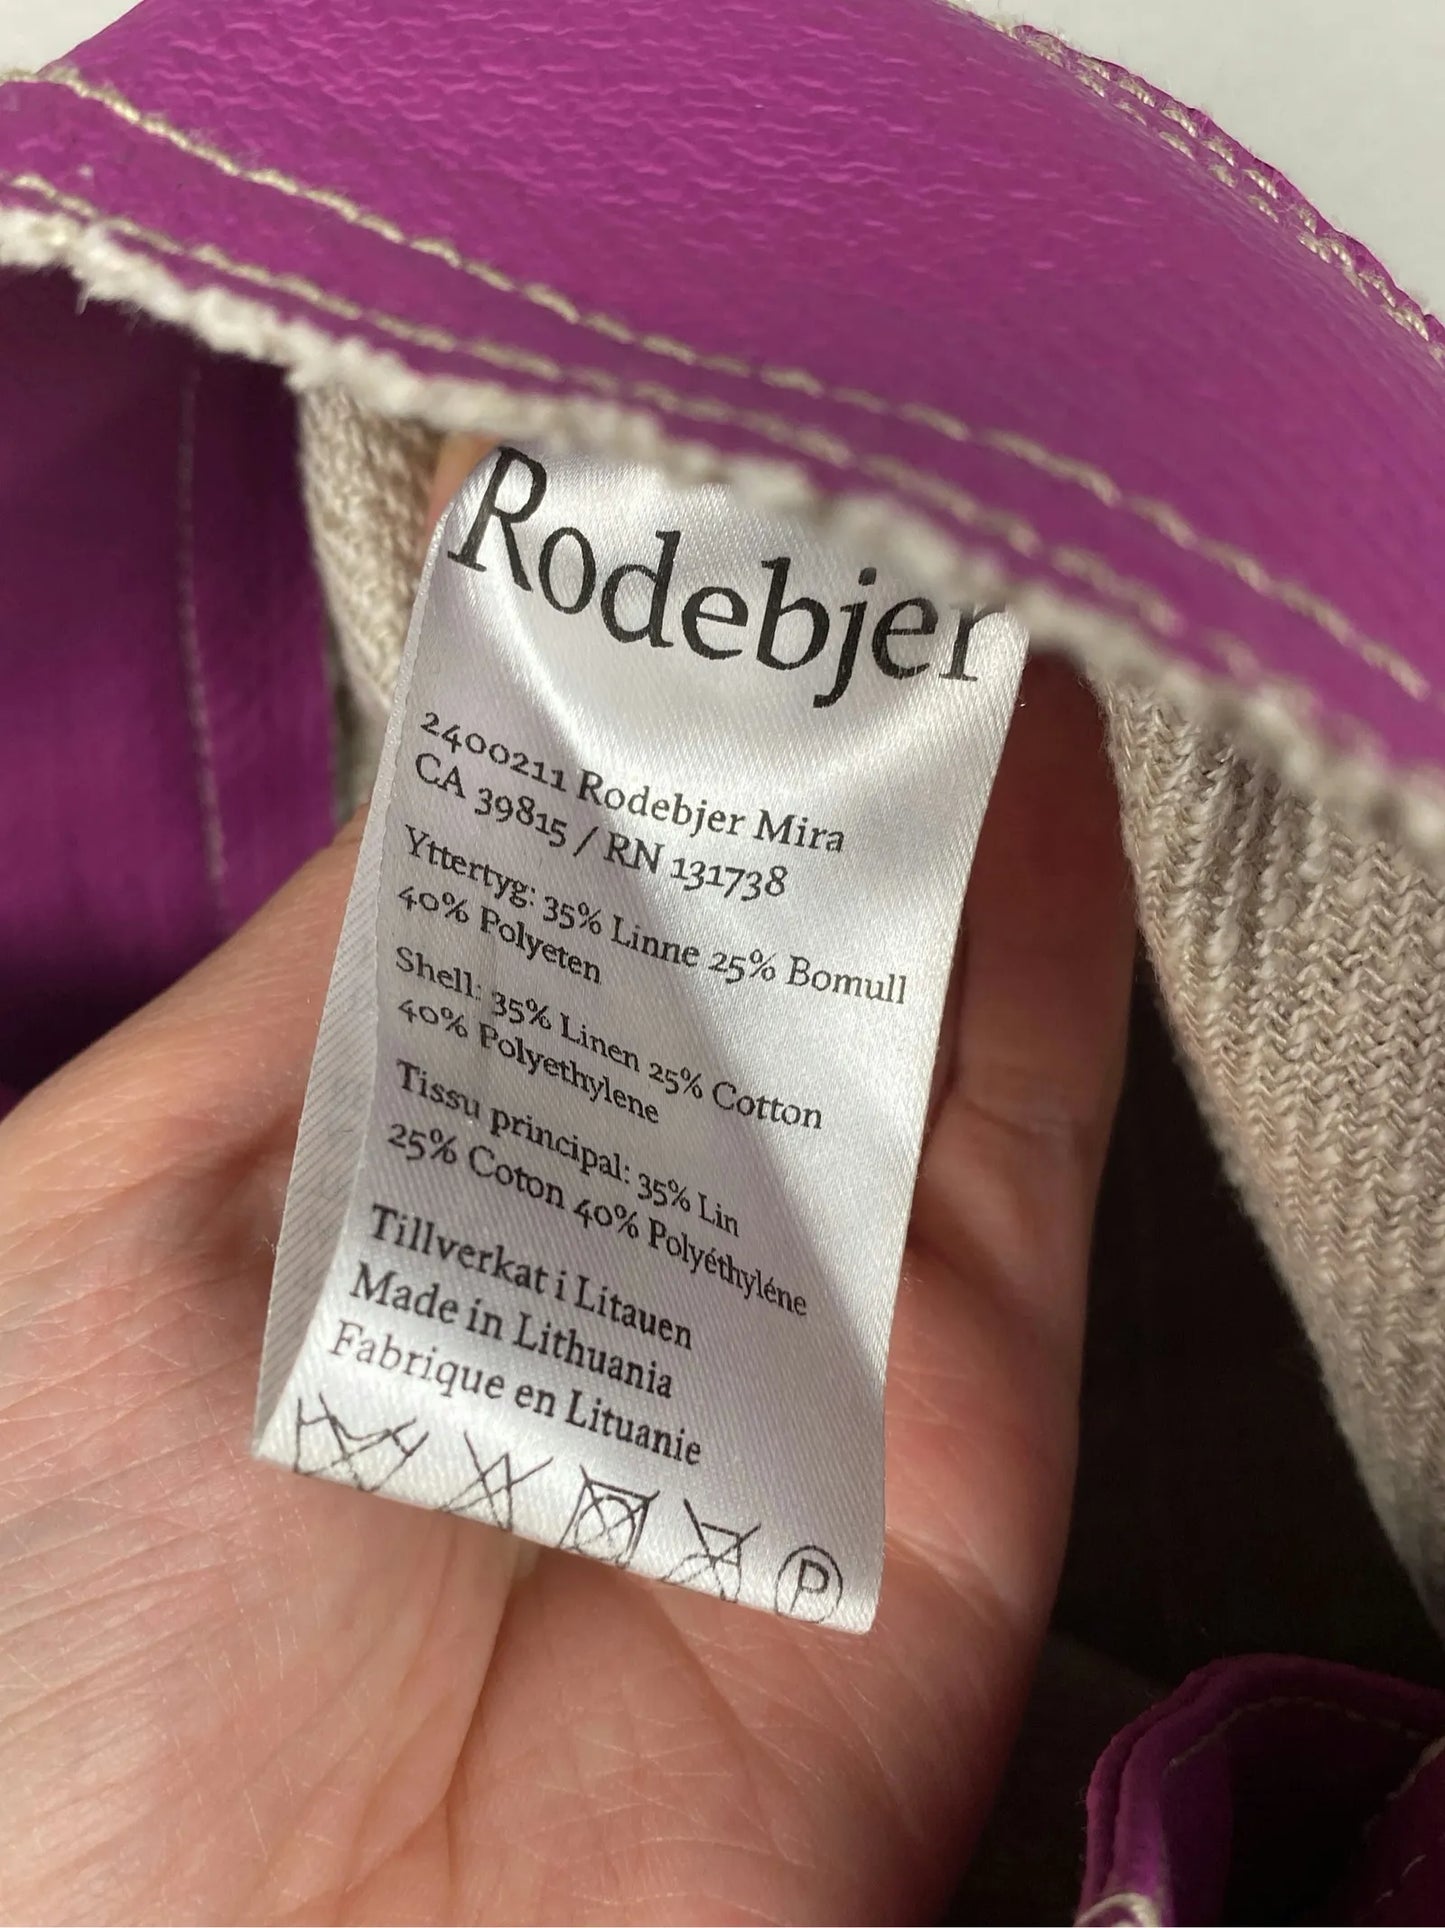 Rodebjer
2400211 Rodebjer Mira
CA 39815 / RN 131738
Yttertyg: 35% Linne 25% Bomull
40% Polyeten
Shell: 35% Linen 25% Cotton
40% Polyethylene
Tissu principal: 35% Lin
25% Coton 40% Polyéthyléne
Tillverkat i Litauen
Made in Lithuania
Fabrique en Lituanie
P